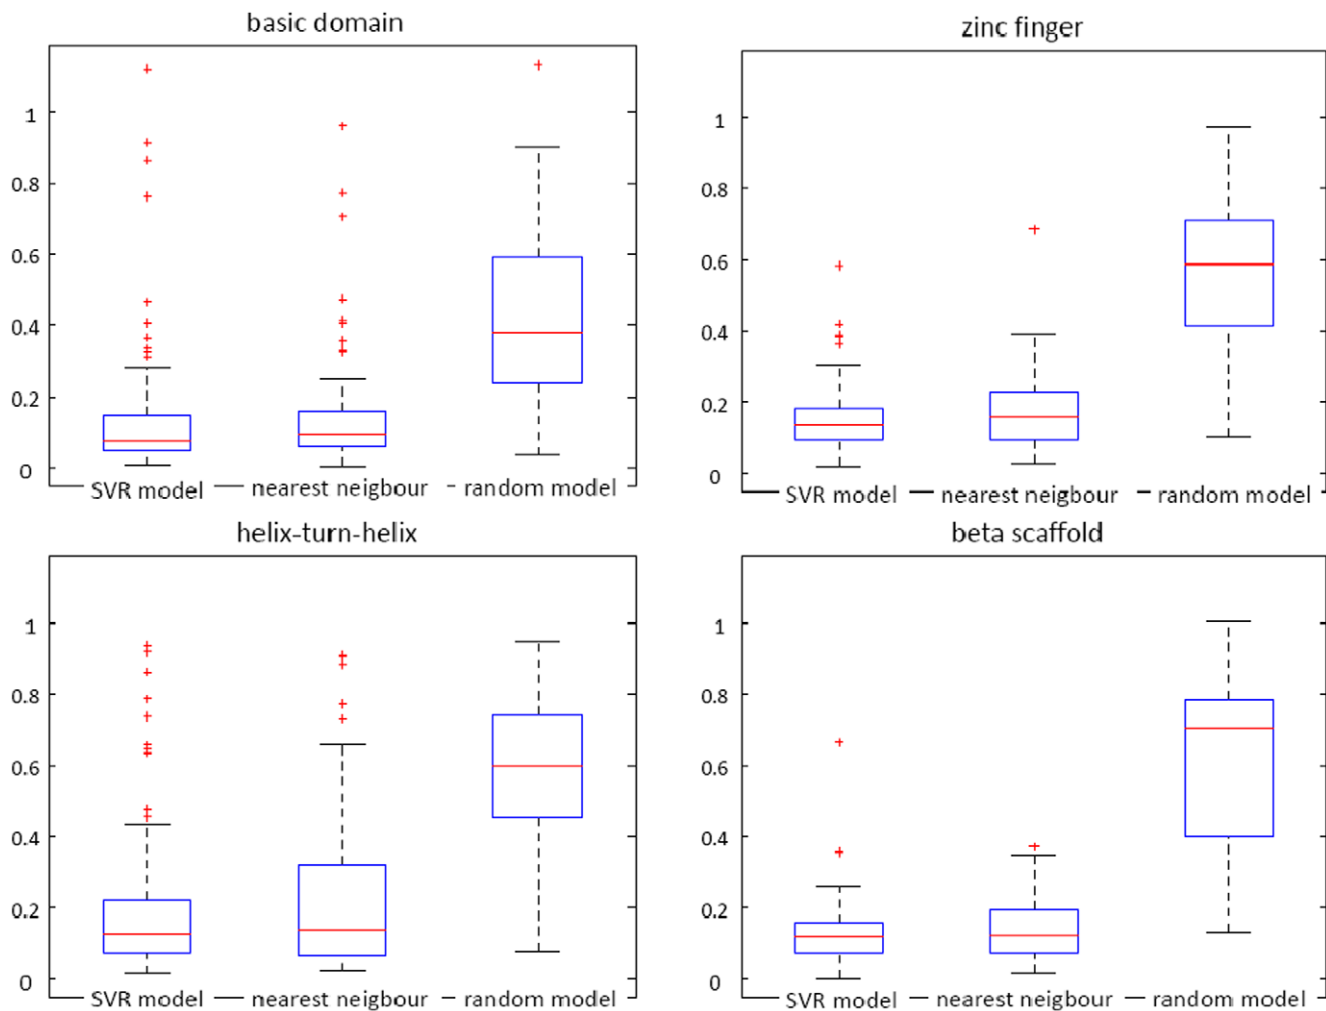 basic domain
1
0.8
0.6
0.4
0.2
0
SVR model
nearest neigbour
random model
zinc finger
1
0.8
0.6
0.4
0.2
0
SVR model
nearest neigbour
random model
helix-turn-helix
1
0.8
0.6
0.4
0.2
0
SVR model
nearest neigbour
random model
beta scaffold
1
0.8
0.6
0.4
0.2
0
SVR model
nearest neigbour
random model